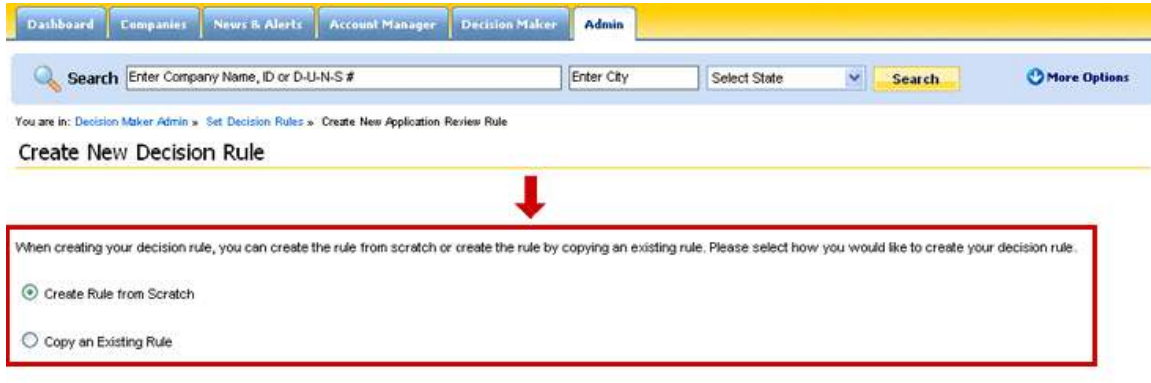 Dashboard Companies News & Alerts Account Manager Decision Maker Admin
Search Enter Company Name, ID or D-U-N-S # Enter City Select State Search More Options
You are in: Decision Maker Admin » Set Decision Rules » Create New Application Review Rule
Create New Decision Rule
When creating your decision rule, you can create the rule from scratch or create the rule by copying an existing rule. Please select how you would like to create your decision rule.
Create Rule from Scratch
Copy an Existing Rule